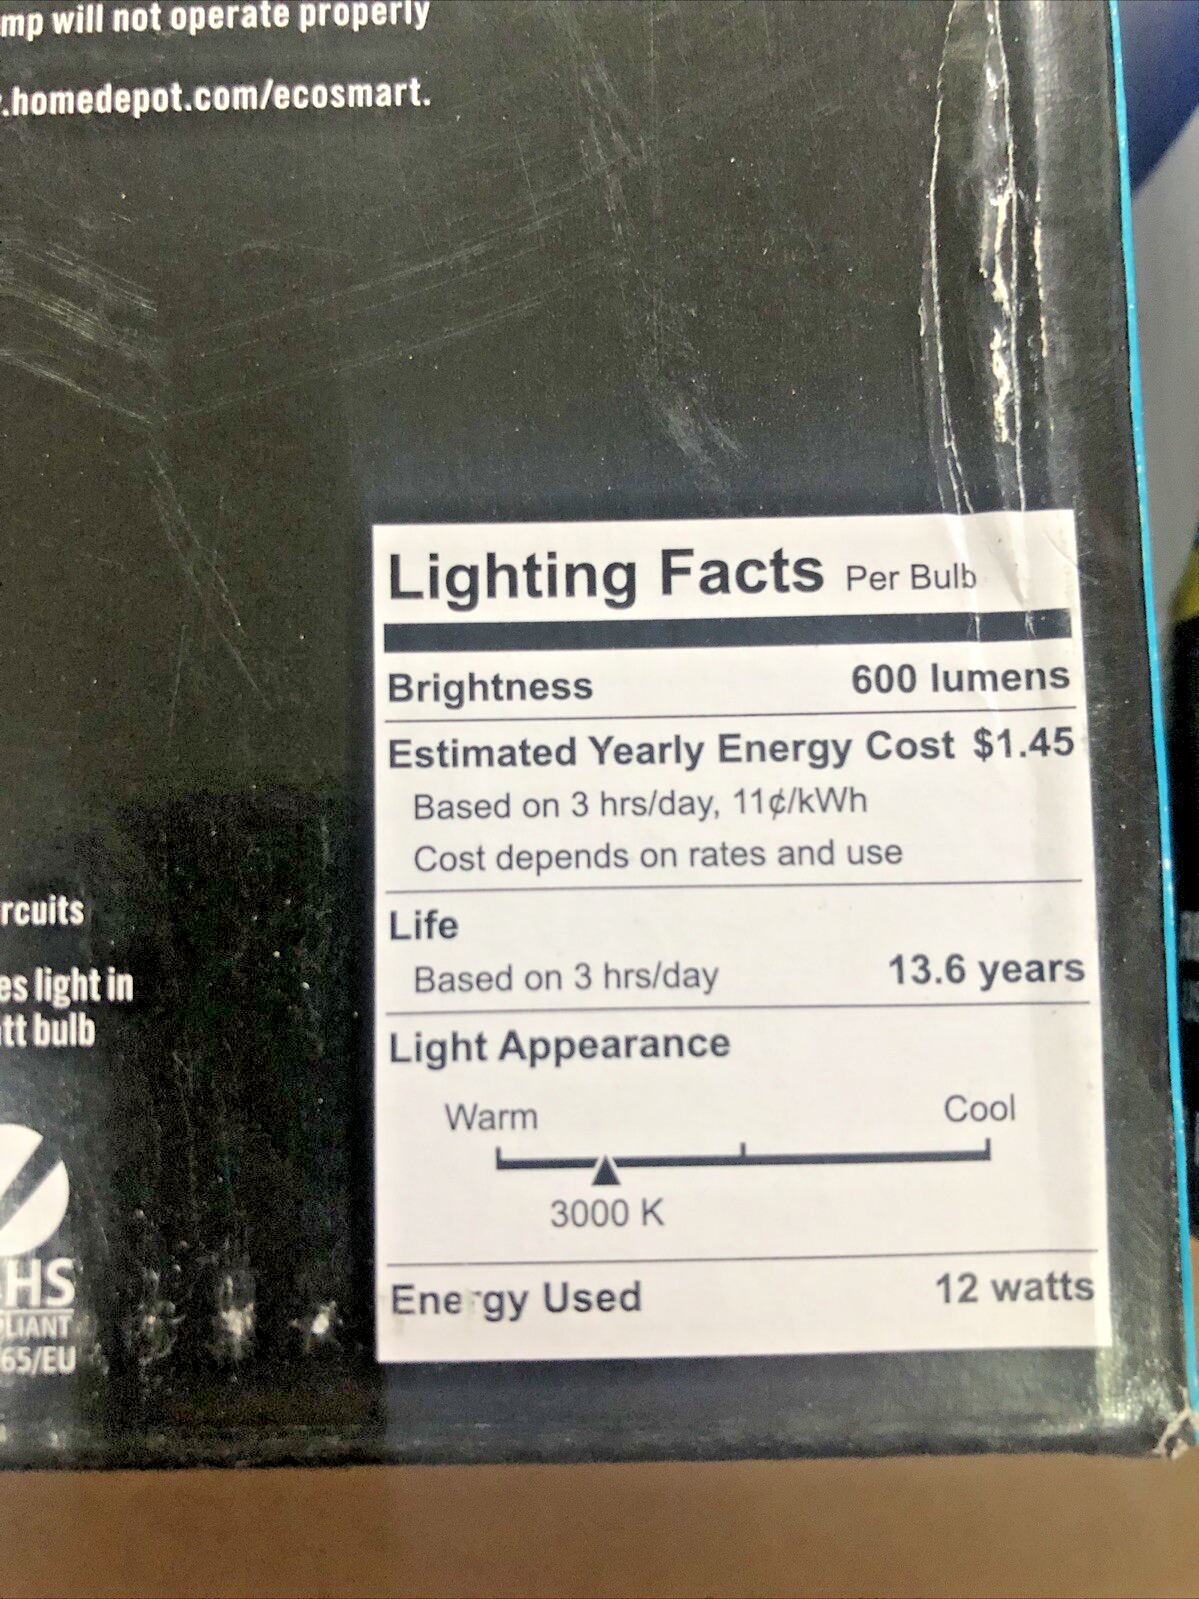 mp will not operate properly
.homedepot.com/ecosmart.
Lighting Facts Per Bulb
Brightness 600 lumens
Estimated Yearly Energy Cost $1.45
Based on 3 hrs/day, 11¢/kWh
Cost depends on rates and use
Life
Based on 3 hrs/day 13.6 years
Light Appearance
Warm Cool
3000 K
Energy Used 12 watts
rcuits
es light in
tt bulb
HS
PLIANT
65/EU